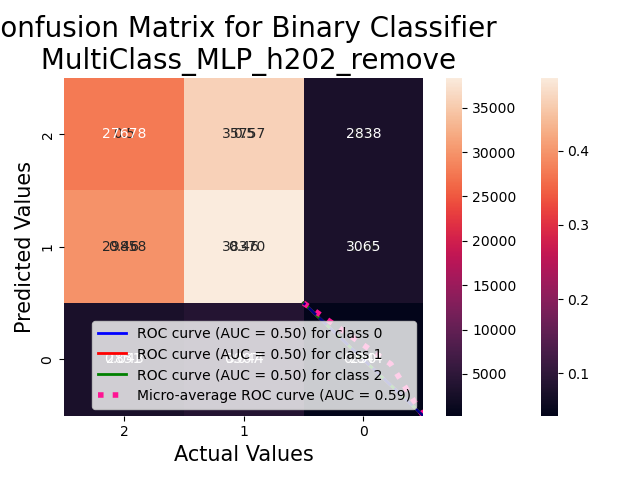 onfusion Matrix for Binary Classifier
MultiClass_MLP_h202_remove
Predicted Values
2
1
0
2838
3065
ROC curve (AUC = 0.50) for class 0
ROC curve (AUC = 0.50) for class 1
ROC curve (AUC = 0.50) for class 2
Micro-average ROC curve (AUC = 0.59)
2
1
0
Actual Values
35000
30000
25000
20000
15000
10000
5000
0.4
0.3
0.2
0.1